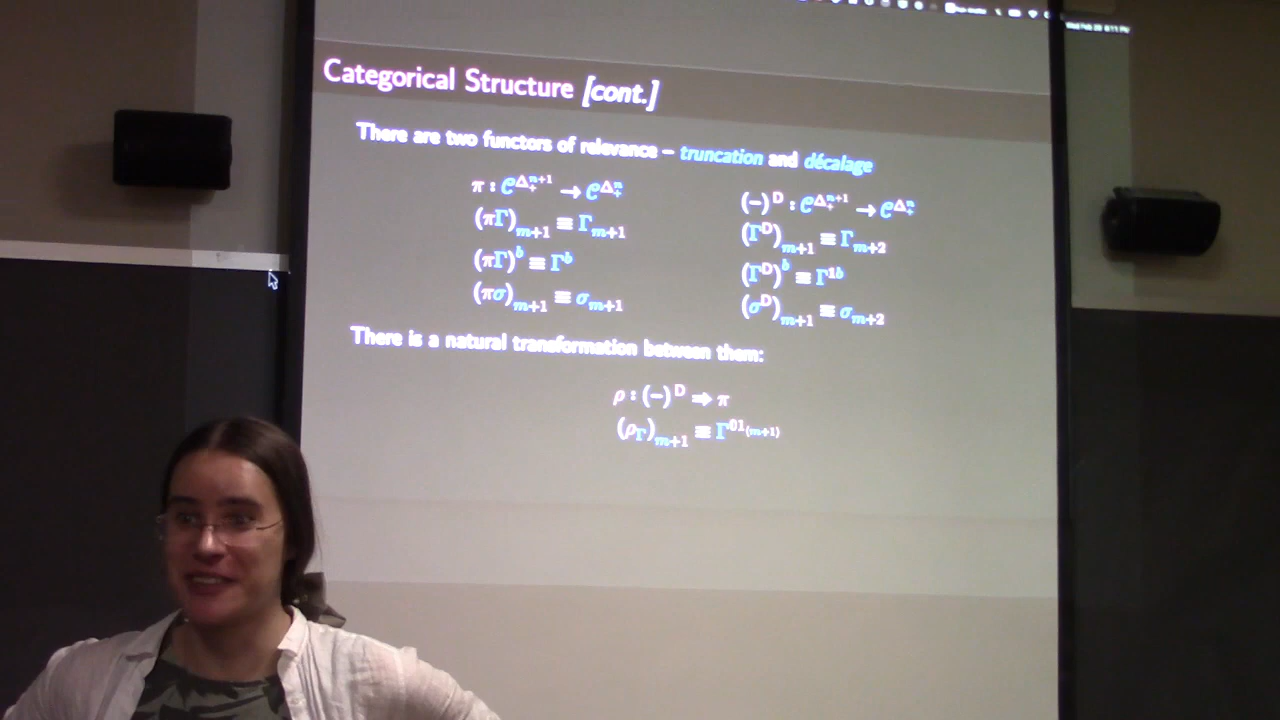 Categorical Structure [cont.]
There are two functors of relevance – truncation and décalage
π : 𝒞^{Δ₊^{n+1}} → 𝒞^{Δ₊^{n}}
(πΓ)_{m+1} ≡ Γ_{m+1}
(πΓ)^b ≡ Γ^b
(πσ)_{m+1} ≡ σ_{m+1}
(−)^D : 𝒞^{Δ₊^{n+1}} → 𝒞^{Δ₊^{n}}
(Γ^D)_{m+1} ≡ Γ_{m+2}
(Γ^D)^b ≡ Γ^{1b}
(σ^D)_{m+1} ≡ σ_{m+2}
There is a natural transformation between them:
ρ : (−)^D ⇒ π
(ρ_Γ)_{m+1} ≡ Γ^{01(m+1)}